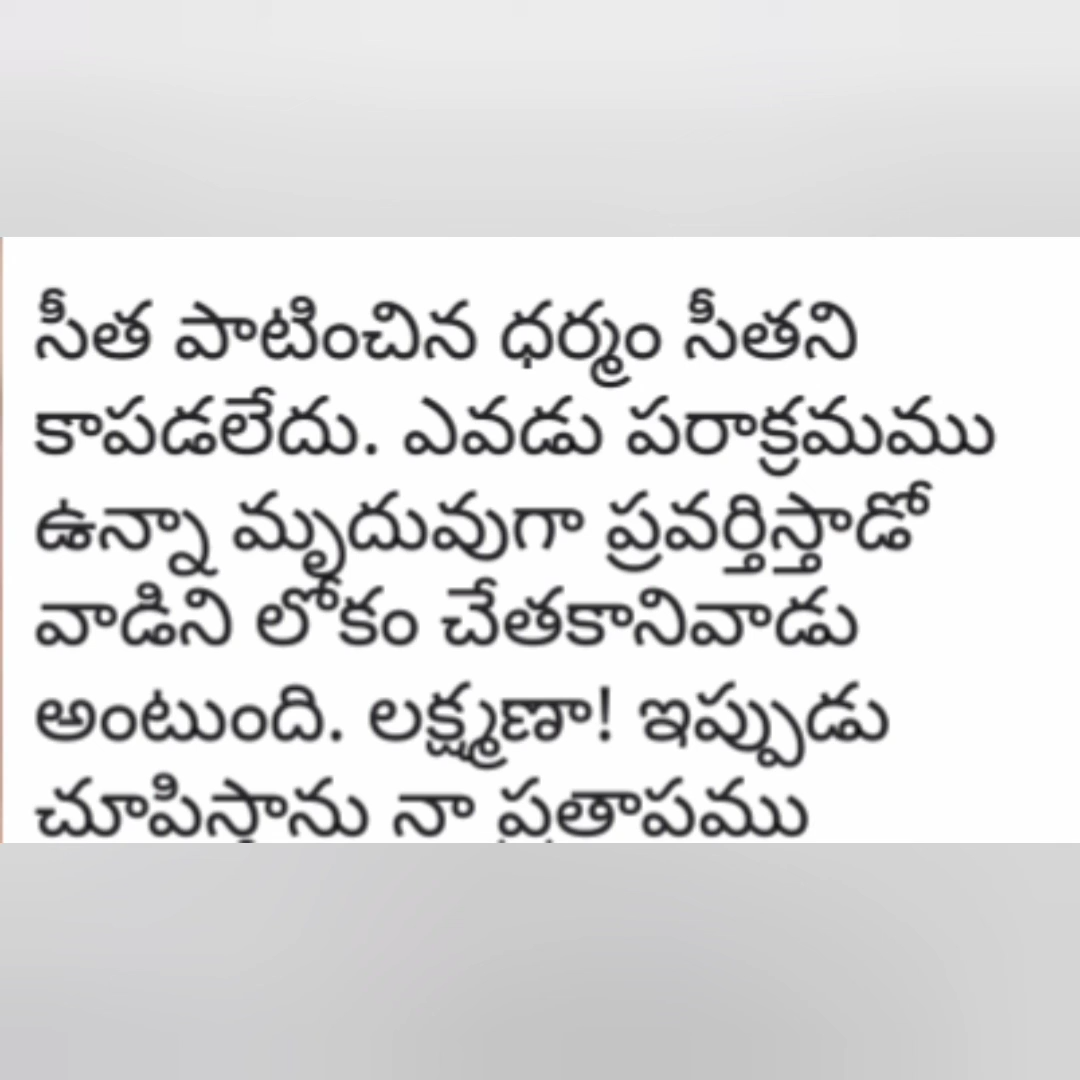 సీత పాటించిన ధర్మం సీతని
కాపడలేదు. ఎవడు పరాక్రమము
ఉన్నా మృదువుగా ప్రవర్తిస్తాడో
వాడిని లోకం చేతకానివాడు
అంటుంది. లక్ష్మణా! ఇప్పుడు
చూపిస్తాను నా ప్రతాపము